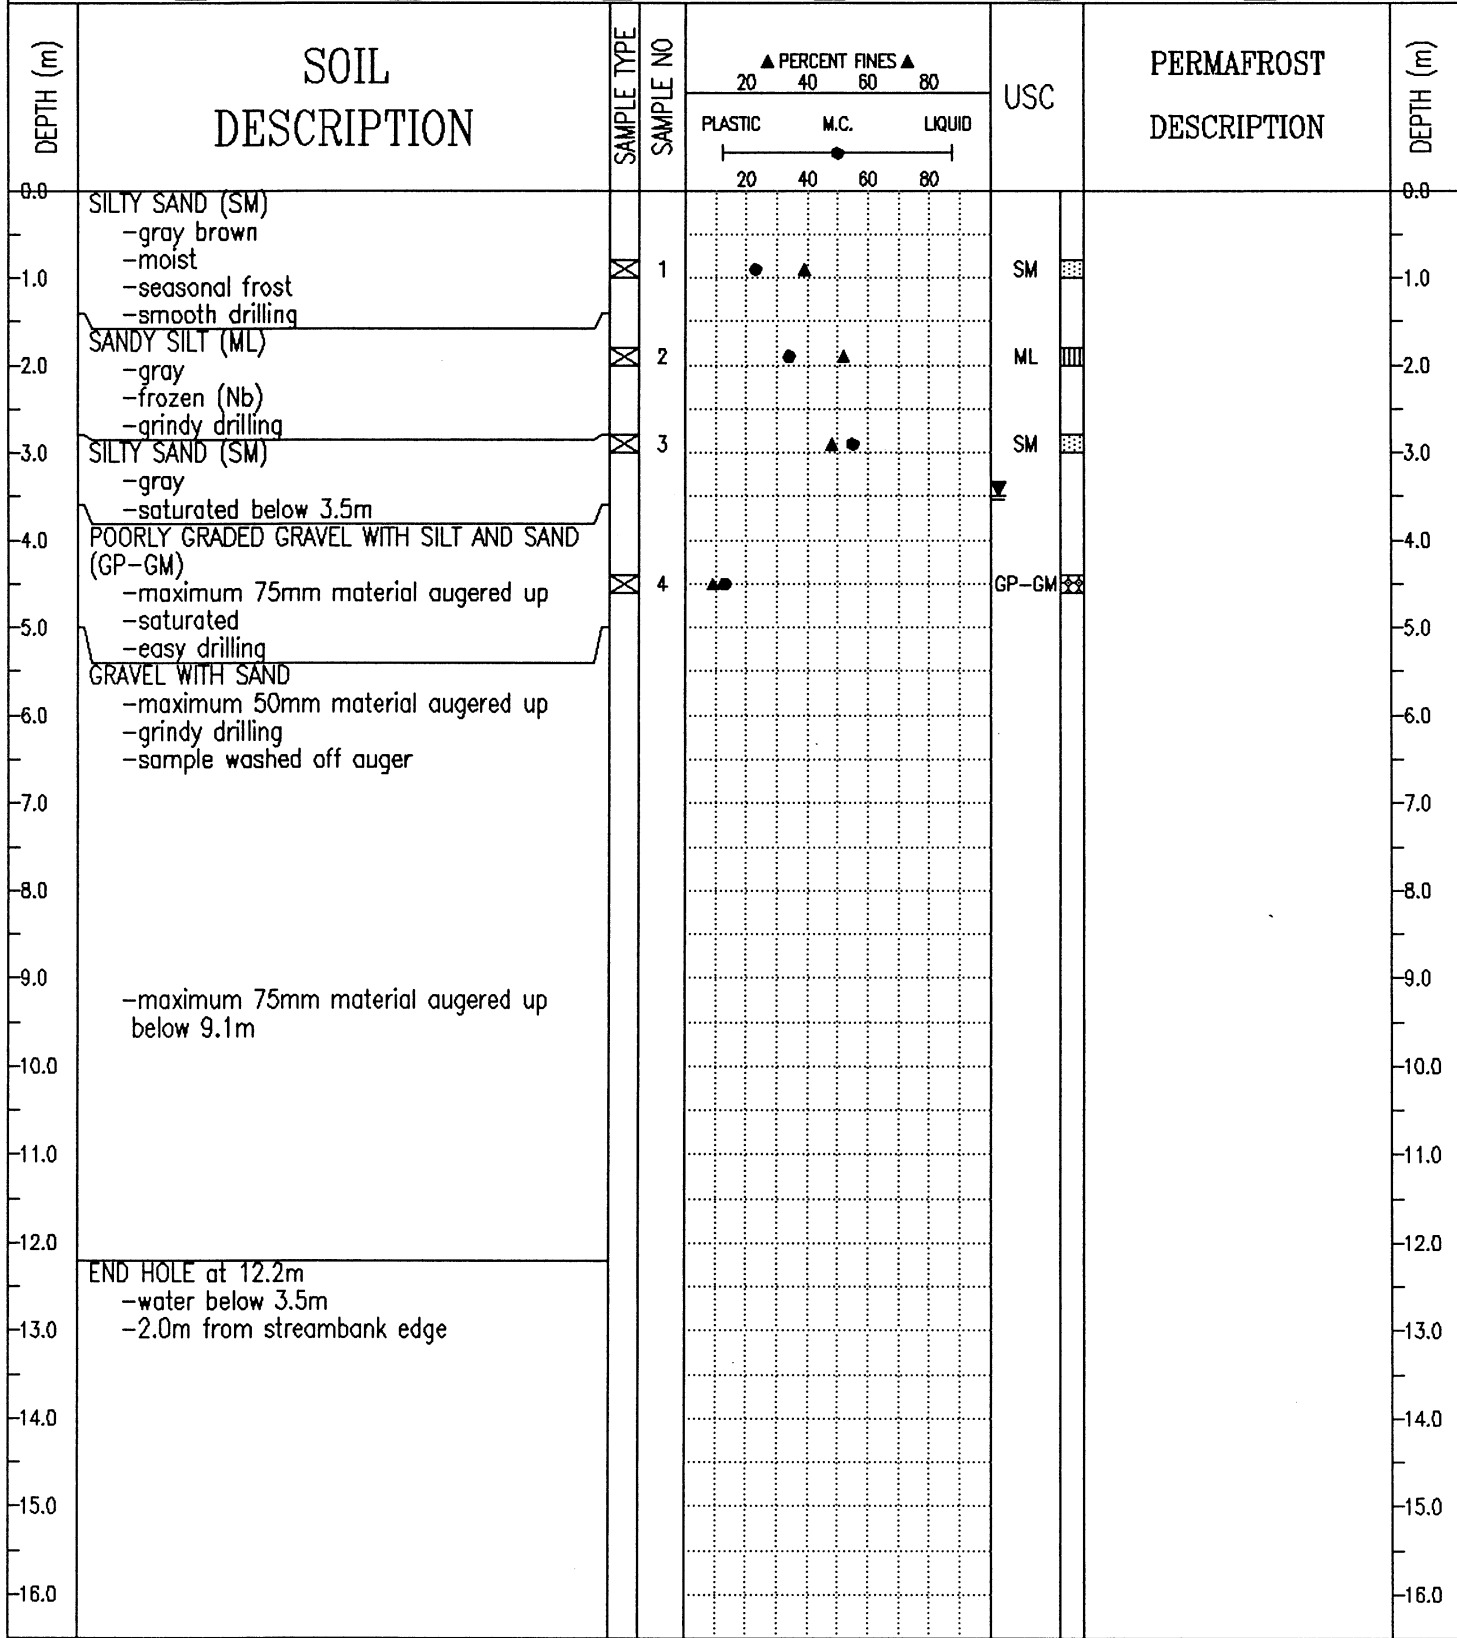 DEPTH (m)
SOIL
DESCRIPTION
SAMPLE TYPE
SAMPLE NO
▲ PERCENT FINES ▲
20 40 60 80
PLASTIC M.C. LIQUID
20 40 60 80
USC
PERMAFROST
DESCRIPTION
DEPTH (m)
0.0 0.0
SILTY SAND (SM)
-gray brown
-moist
1 SM
-1.0 -1.0
-seasonal frost
-smooth drilling
SANDY SILT (ML)
2 ML
-2.0 -2.0
-gray
-frozen (Nb)
-grindy drilling
3 SM
-3.0 -3.0
SILTY SAND (SM)
-gray
-saturated below 3.5m
-4.0 -4.0
POORLY GRADED GRAVEL WITH SILT AND SAND
(GP-GM)
4 GP-GM
-maximum 75mm material augered up
-saturated
-5.0 -5.0
-easy drilling
GRAVEL WITH SAND
-maximum 50mm material augered up
-6.0 -6.0
-grindy drilling
-sample washed off auger
-7.0 -7.0
-8.0 -8.0
-9.0 -9.0
-maximum 75mm material augered up
below 9.1m
-10.0 -10.0
-11.0 -11.0
-12.0 -12.0
END HOLE at 12.2m
-water below 3.5m
-13.0 -13.0
-2.0m from streambank edge
-14.0 -14.0
-15.0 -15.0
-16.0 -16.0